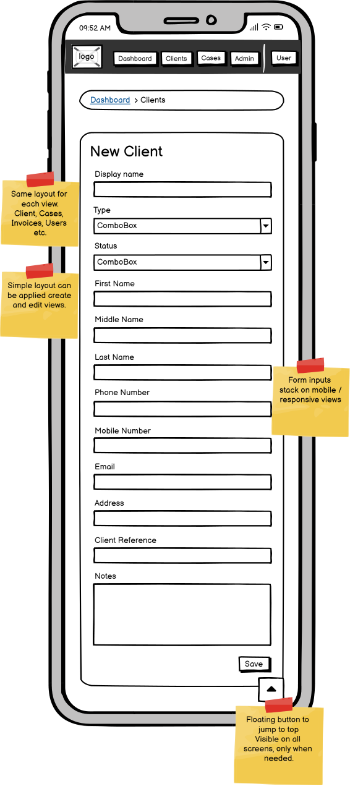 09:52 AM
logo
Dashboard
Clients
Cases
Admin
User
Dashboard > Clients
New Client
Display name
Type
ComboBox
Status
ComboBox
First Name
Middle Name
Last Name
Phone Number
Mobile Number
Email
Address
Client Reference
Notes
Save
Same layout for
each view.
Client, Cases,
Invoices, Users
etc.
Simple layout can
be applied create
and edit views.
Form inputs
stack on mobile /
responsive views
Floating button to
jump to top
Visible on all
screens, only when
needed.